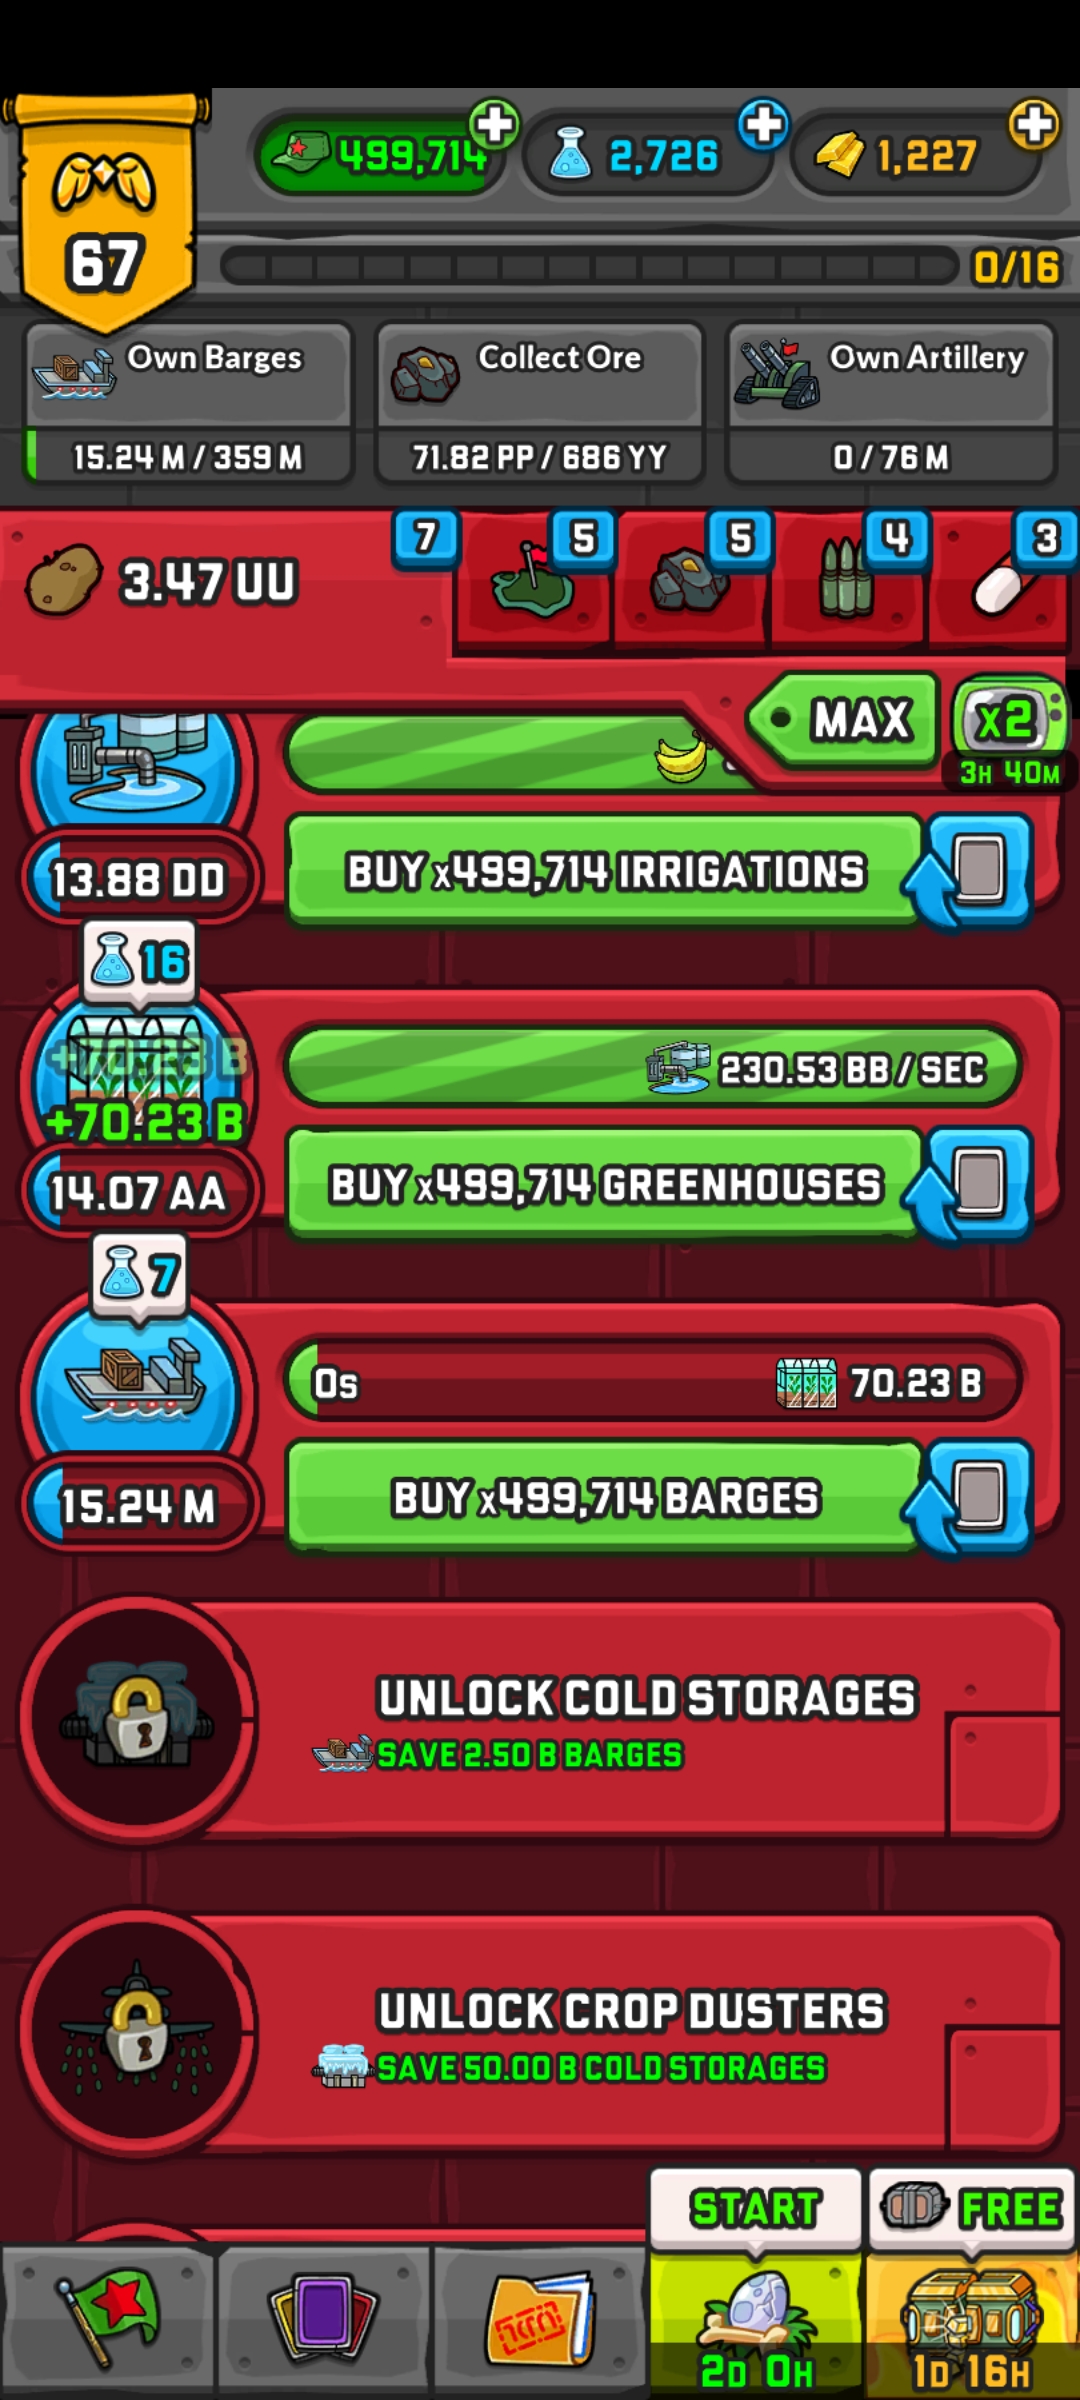 499,714
2,726
1,227
67
0/16
Own Barges
Collect Ore
Own Artillery
15.24 M / 359 M
71.82 PP / 686 YY
0 / 76 M
3.47 UU
7
5
5
4
3
MAX
x2
3H 40M
13.88 DD
BUY x499,714 IRRIGATIONS
16
+70.23 B
+70.23 B
230.53 BB / SEC
14.07 AA
BUY x499,714 GREENHOUSES
7
0s
70.23 B
15.24 M
BUY x499,714 BARGES
UNLOCK COLD STORAGES
SAVE 2.50 B BARGES
UNLOCK CROP DUSTERS
SAVE 50.00 B COLD STORAGES
START
FREE
2D 0H
1D 16H